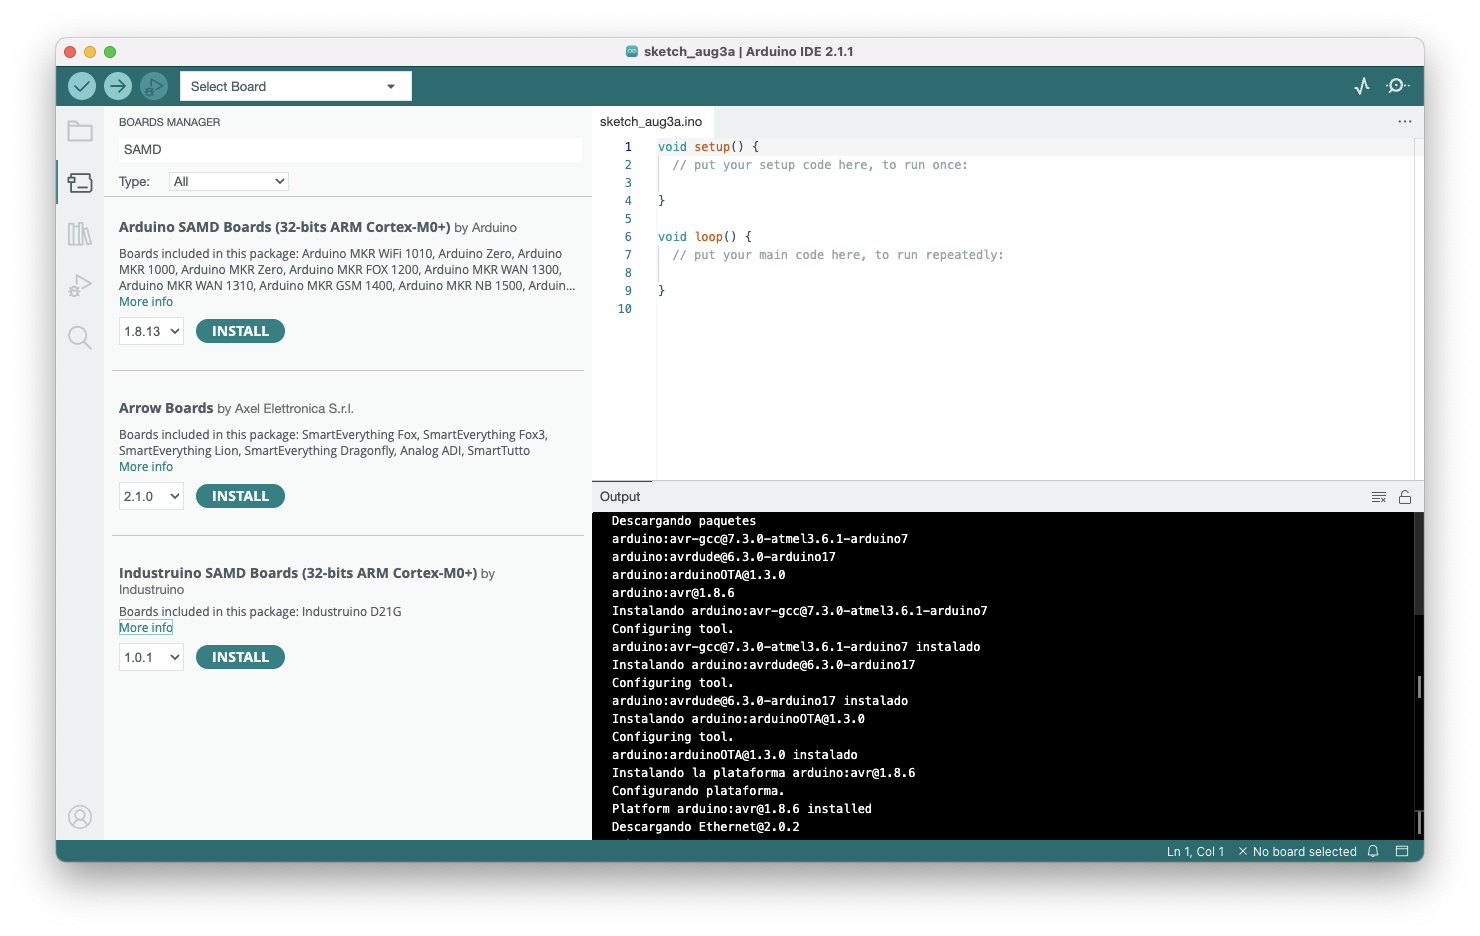 sketch_aug3a | Arduino IDE 2.1.1
Select Board
BOARDS MANAGER
SAMD
Type: All
Arduino SAMD Boards (32-bits ARM Cortex-M0+) by Arduino
Boards included in this package: Arduino MKR WiFi 1010, Arduino Zero, Arduino
MKR 1000, Arduino MKR Zero, Arduino MKR FOX 1200, Arduino MKR WAN 1300,
Arduino MKR WAN 1310, Arduino MKR GSM 1400, Arduino MKR NB 1500, Arduin...
More info
1.8.13 INSTALL
Arrow Boards by Axel Elettronica S.r.l.
Boards included in this package: SmartEverything Fox, SmartEverything Fox3,
SmartEverything Lion, SmartEverything Dragonfly, Analog ADI, SmartTutto
More info
2.1.0 INSTALL
Industruino SAMD Boards (32-bits ARM Cortex-M0+) by
Industruino
Boards included in this package: Industruino D21G
More info
1.0.1 INSTALL
sketch_aug3a.ino
1 void setup() {
2 // put your setup code here, to run once:
3
4 }
5
6 void loop() {
7 // put your main code here, to run repeatedly:
8
9 }
10
Output
Descargando paquetes
arduino:avr-gcc@7.3.0-atmel3.6.1-arduino7
arduino:avrdude@6.3.0-arduino17
arduino:arduinoOTA@1.3.0
arduino:avr@1.8.6
Instalando arduino:avr-gcc@7.3.0-atmel3.6.1-arduino7
Configuring tool.
arduino:avr-gcc@7.3.0-atmel3.6.1-arduino7 instalado
Instalando arduino:avrdude@6.3.0-arduino17
Configuring tool.
arduino:avrdude@6.3.0-arduino17 instalado
Instalando arduino:arduinoOTA@1.3.0
Configuring tool.
arduino:arduinoOTA@1.3.0 instalado
Instalando la plataforma arduino:avr@1.8.6
Configurando plataforma.
Platform arduino:avr@1.8.6 installed
Descargando Ethernet@2.0.2
Ln 1, Col 1 × No board selected